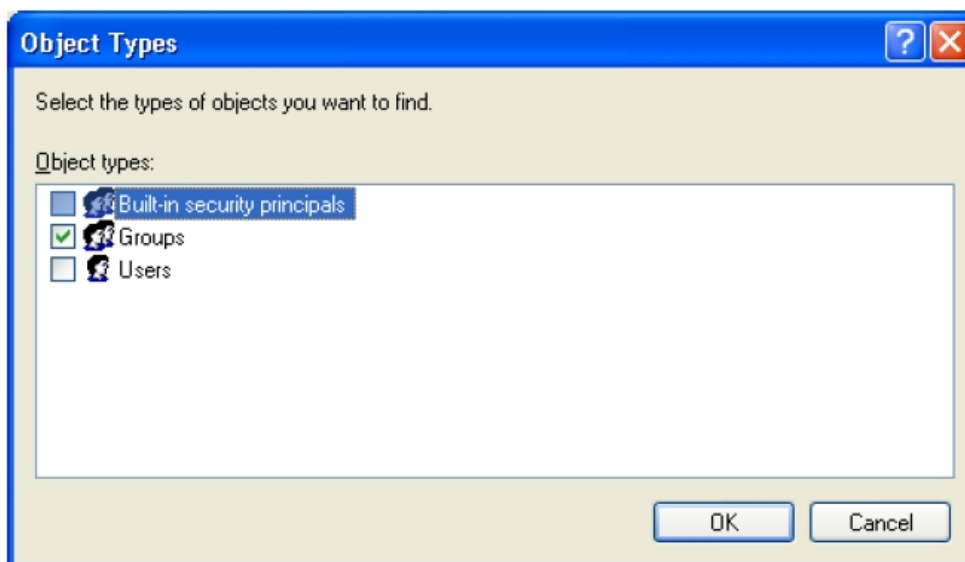 Object Types
Select the types of objects you want to find.
Object types:
Built-in security principals
Groups
Users
OK
Cancel